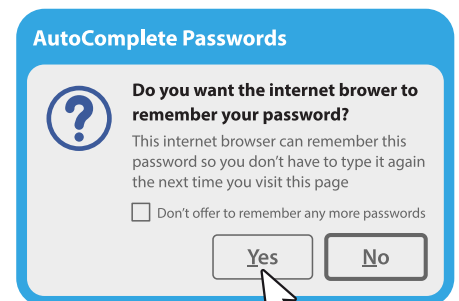 AutoComplete Passwords
?
Do you want the internet brower to
remember your password?
This internet browser can remember this
password so you don't have to type it again
the next time you visit this page
Don't offer to remember any more passwords
Yes No